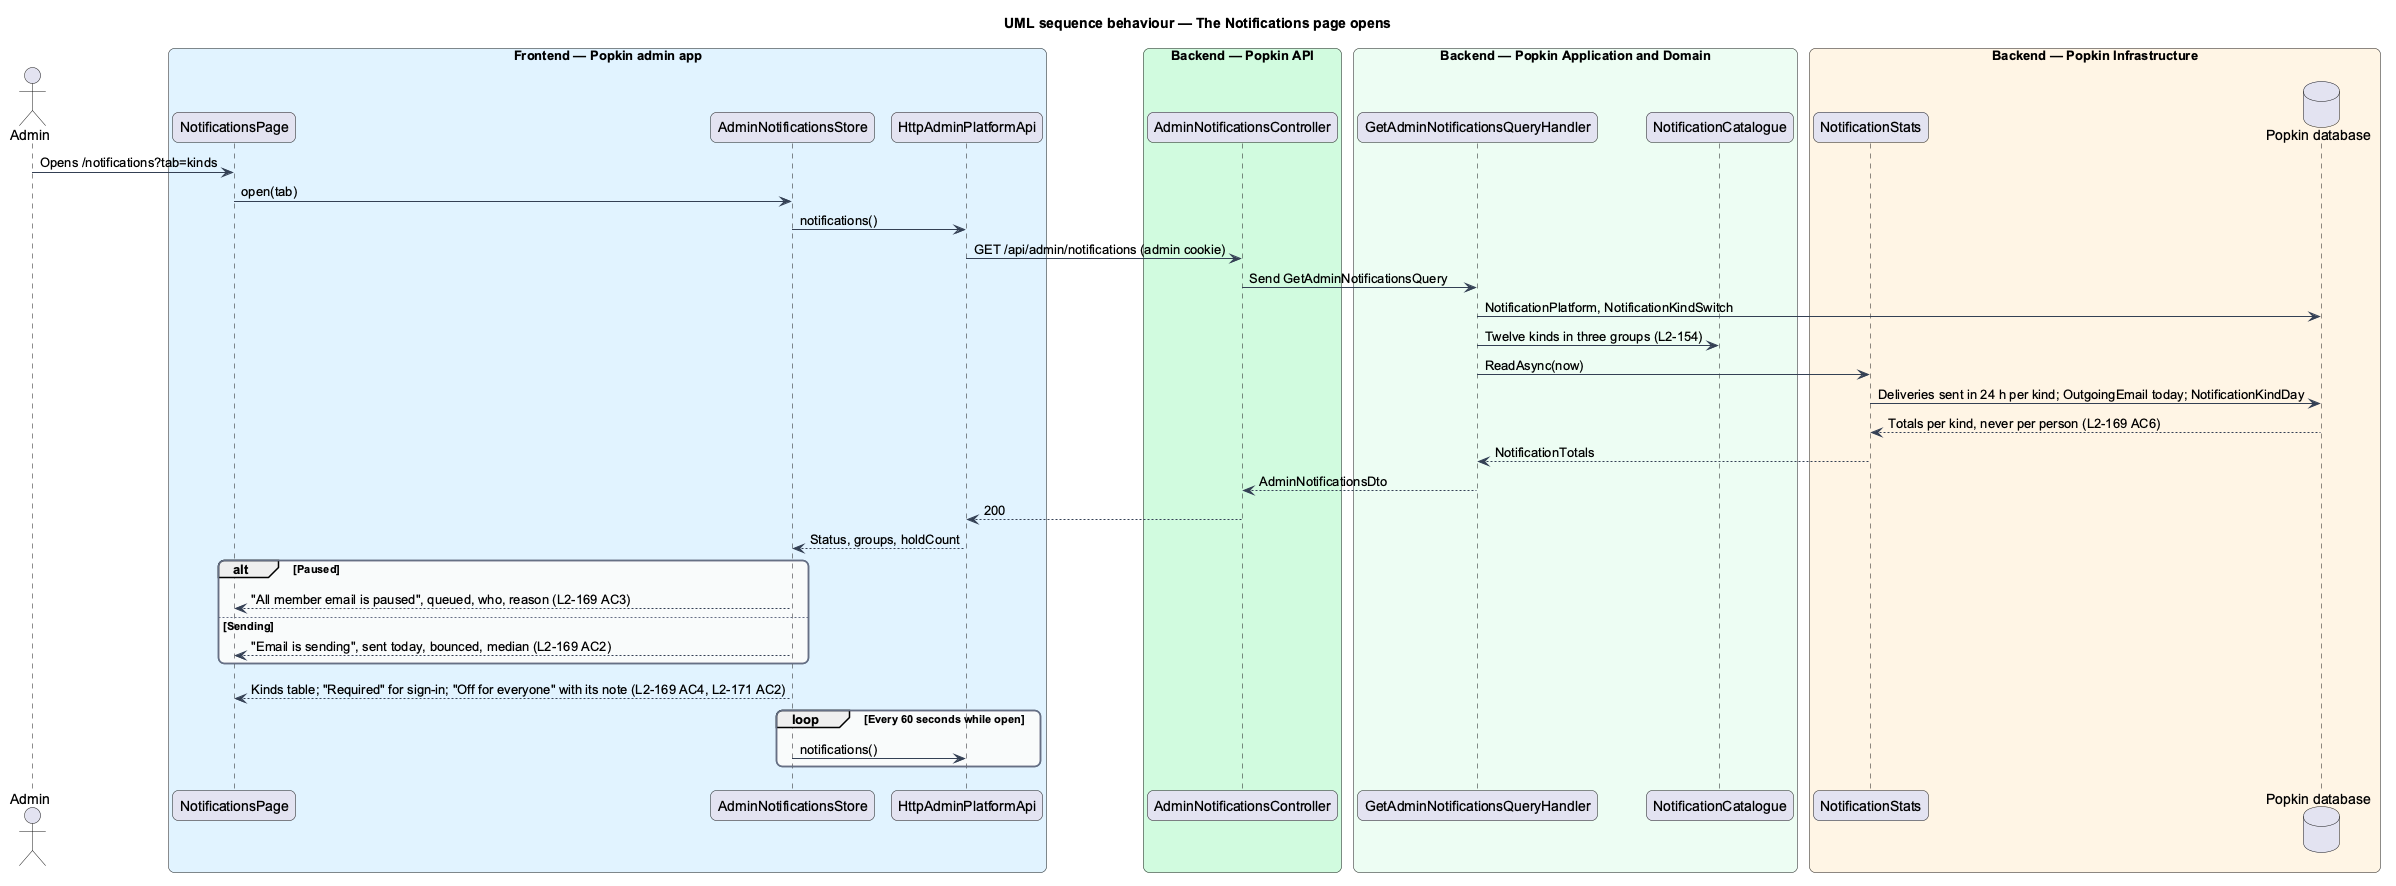 UML sequence behaviour — The Notifications page opens
Frontend — Popkin admin app
Backend — Popkin API
Backend — Popkin Application and Domain
Backend — Popkin Infrastructure
Admin
NotificationsPage
AdminNotificationsStore
HttpAdminPlatformApi
AdminNotificationsController
GetAdminNotificationsQueryHandler
NotificationCatalogue
NotificationStats
Popkin database
Opens /notifications?tab=kinds
open(tab)
notifications()
GET /api/admin/notifications (admin cookie)
Send GetAdminNotificationsQuery
NotificationPlatform, NotificationKindSwitch
Twelve kinds in three groups (L2-154)
ReadAsync(now)
Deliveries sent in 24 h per kind; OutgoingEmail today; NotificationKindDay
Totals per kind, never per person (L2-169 AC6)
NotificationTotals
AdminNotificationsDto
200
Status, groups, holdCount
alt [Paused]
"All member email is paused", queued, who, reason (L2-169 AC3)
[Sending]
"Email is sending", sent today, bounced, median (L2-169 AC2)
Kinds table; "Required" for sign-in; "Off for everyone" with its note (L2-169 AC4, L2-171 AC2)
loop [Every 60 seconds while open]
notifications()
Admin
NotificationsPage
AdminNotificationsStore
HttpAdminPlatformApi
AdminNotificationsController
GetAdminNotificationsQueryHandler
NotificationCatalogue
NotificationStats
Popkin database